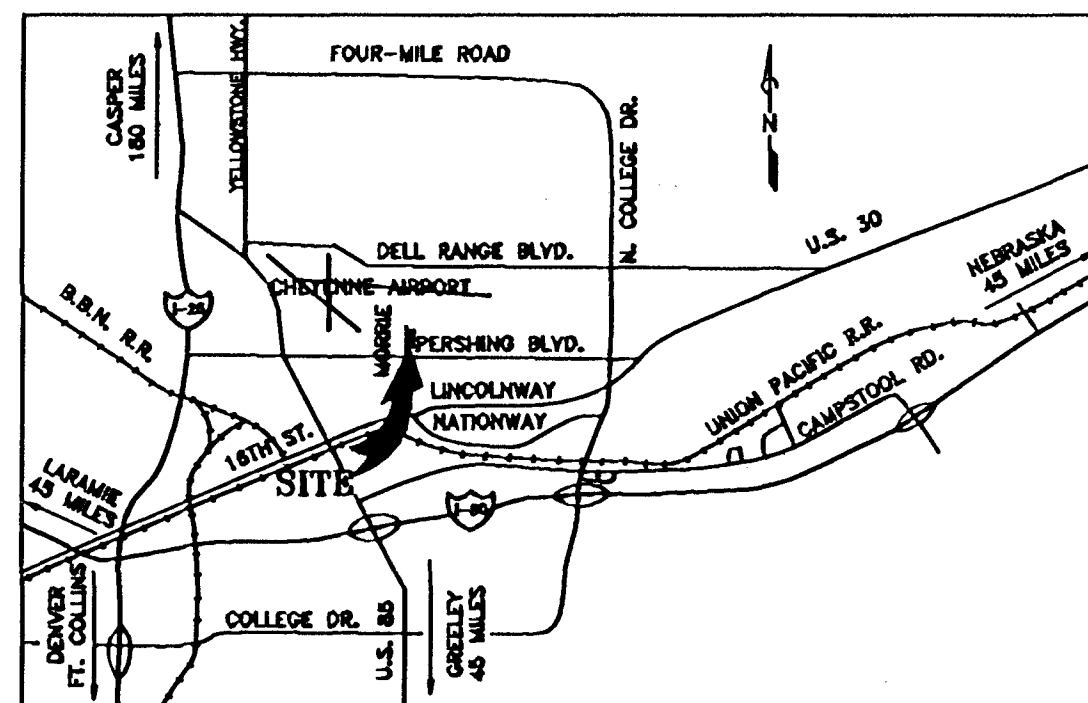 FOUR-MILE ROAD
YELLOWSTONE HWY.
CASPER
180 MILES
N. COLLEGE DR.
N
DELL RANGE BLVD.
U.S. 30
NEBRASKA
45 MILES
CHEYENNE AIRPORT
B.B.N. R.R.
I-25
MORRIE
PERSHING BLVD.
LINCOLNWAY
NATIONWAY
UNION PACIFIC R.R.
CAMPSTOOL RD.
16TH ST.
SITE
LARAMIE
45 MILES
I-80
DENVER
FT. COLLINS
COLLEGE DR.
U.S. 85
GREELEY
45 MILES